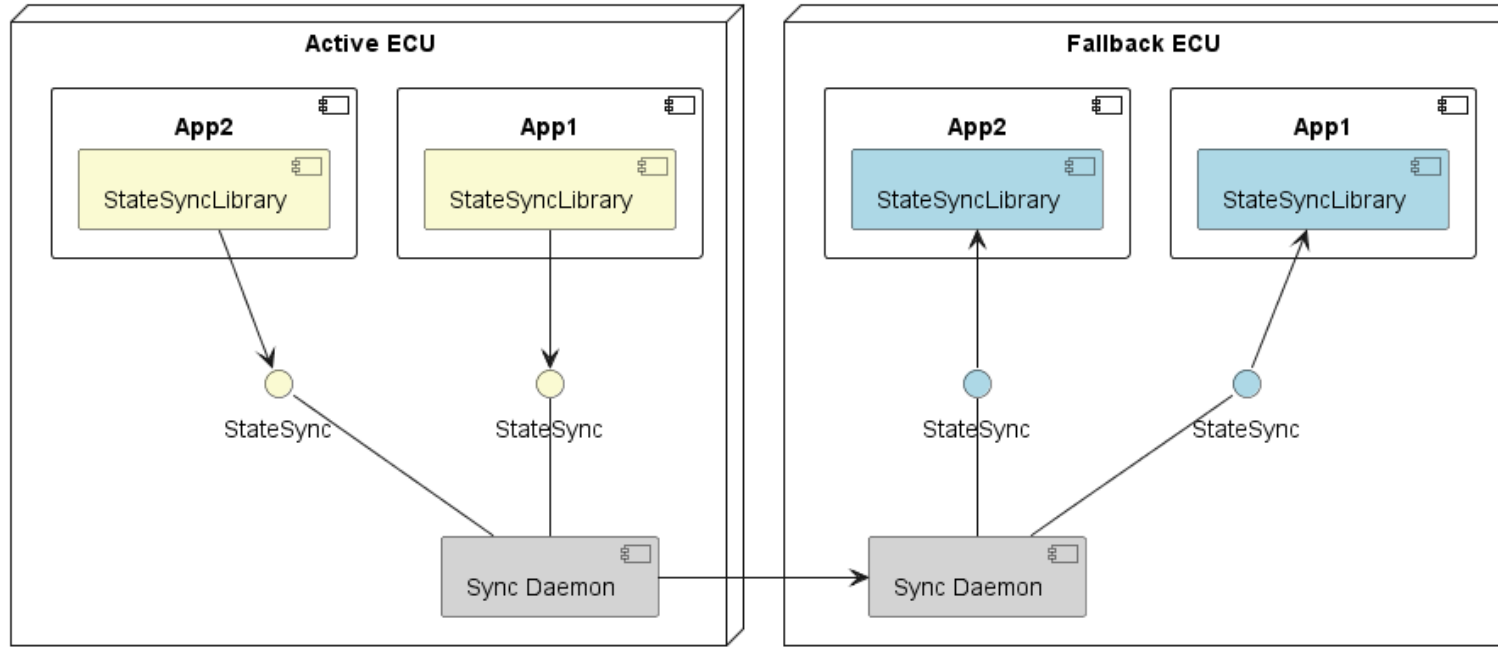 Active ECU
App2
StateSyncLibrary
App1
StateSyncLibrary
StateSync
StateSync
Sync Daemon
Fallback ECU
App2
StateSyncLibrary
App1
StateSyncLibrary
StateSync
StateSync
Sync Daemon